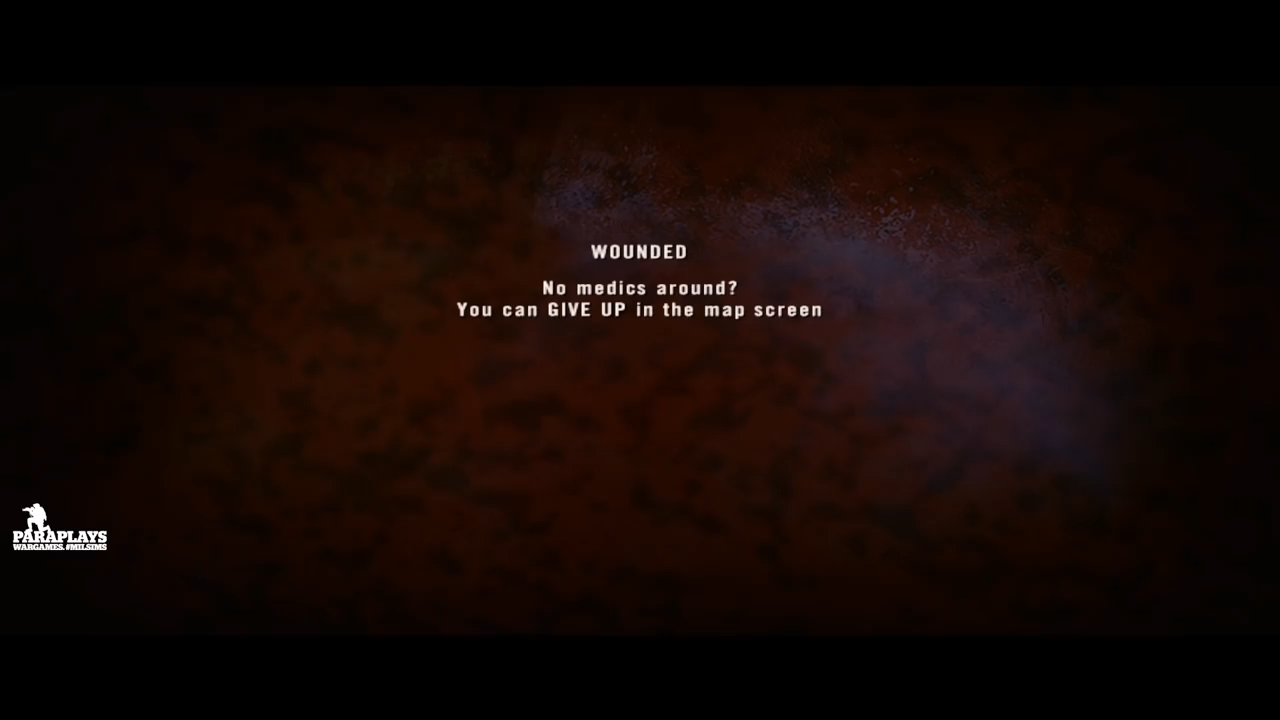 WOUNDED
No medics around?
You can GIVE UP in the map screen
PARAPLAYS
WARGAMES.#MILSIMS